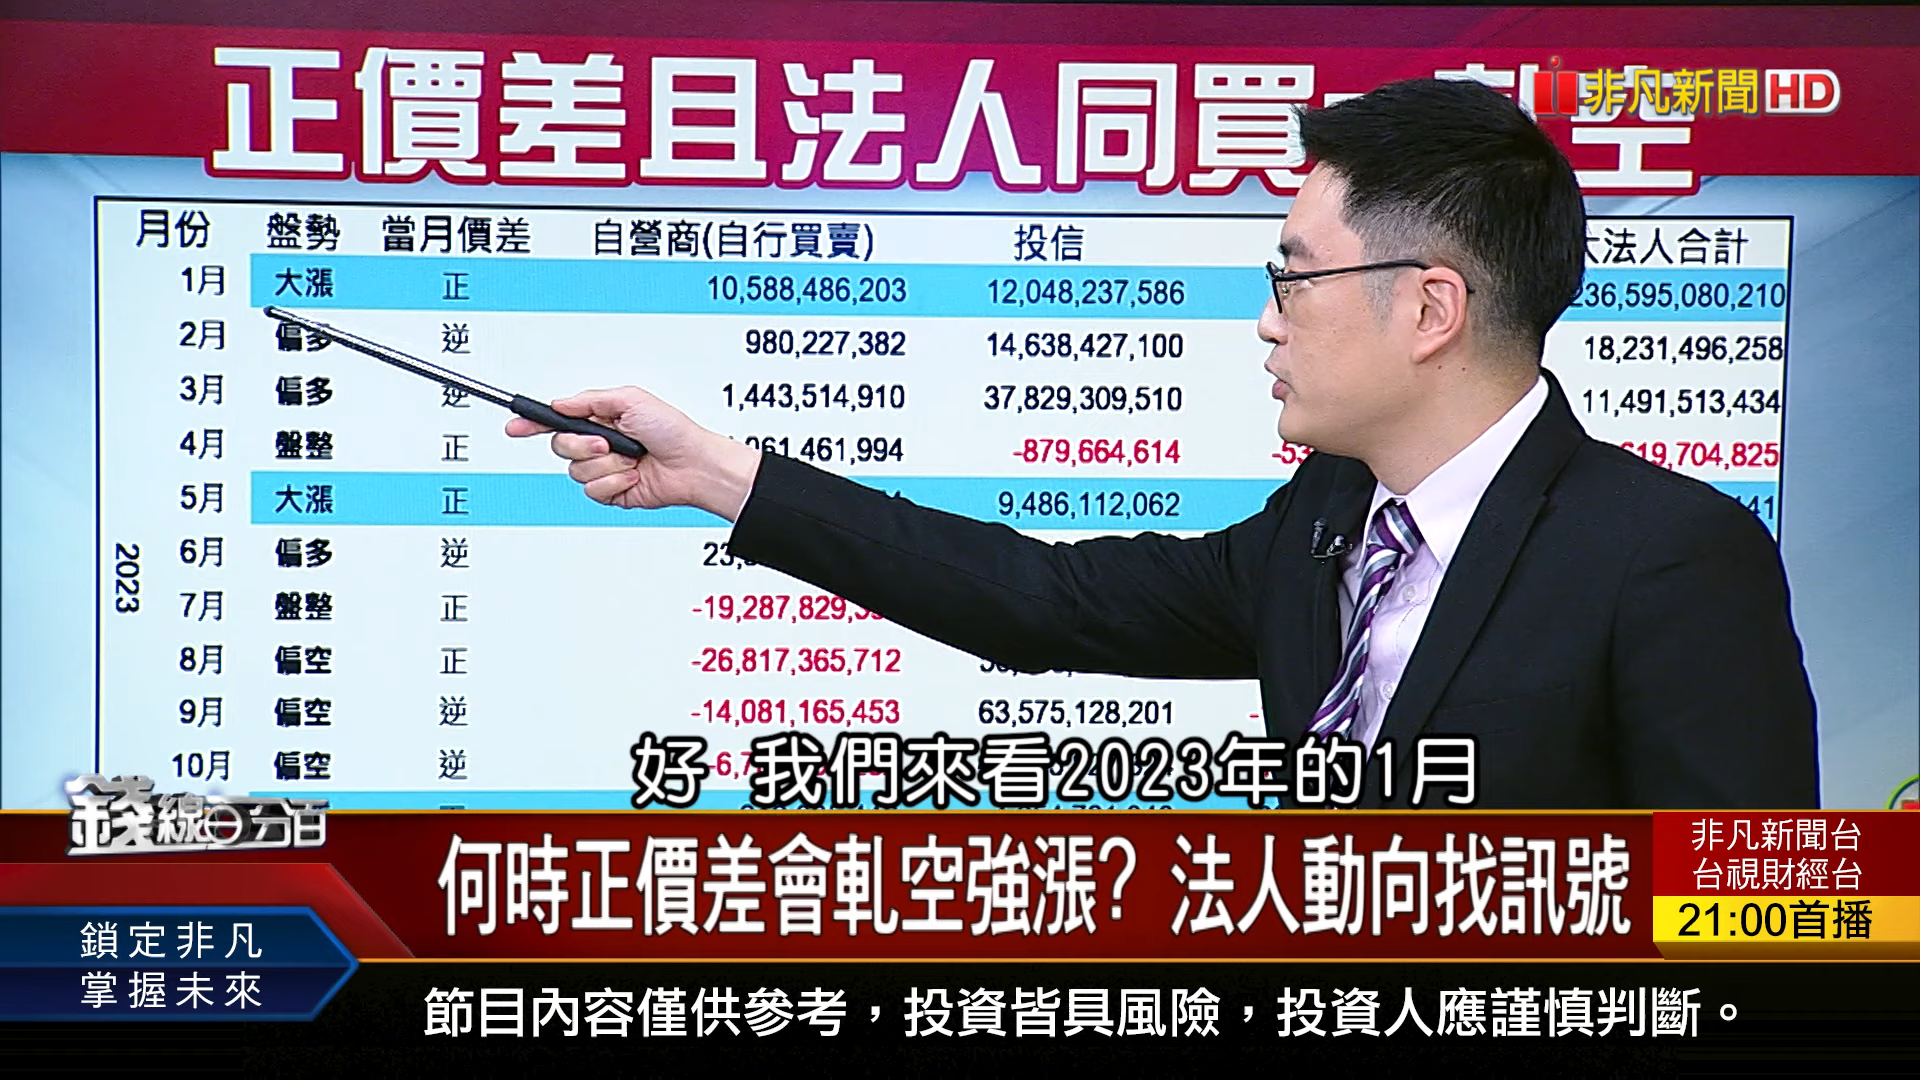 正價差且法人同買
非凡新聞HD
月份 盤勢 當月價差 自營商(自行買賣) 投信 法人合計
1月 大漲 正 10,588,486,203 12,048,237,586 236,595,080,210
2月 偏多 逆 980,227,382 14,638,427,100 18,231,496,258
3月 偏多 逆 1,443,514,910 37,829,309,510 11,491,513,434
4月 盤整 正 -879,664,614
5月 大漲 正 9,486,112,062
2023
6月 偏多 逆
7月 盤整 正
8月 偏空 正 -26,817,365,712
9月 偏空 逆 -14,081,165,453 63,575,128,201
10月 偏空 逆
好 我們來看2023年的1月
錢線百分百
何時正價差會軋空強漲? 法人動向找訊號
非凡新聞台
台視財經台
21:00首播
鎖定非凡
掌握未來
節目內容僅供參考，投資皆具風險，投資人應謹慎判斷。